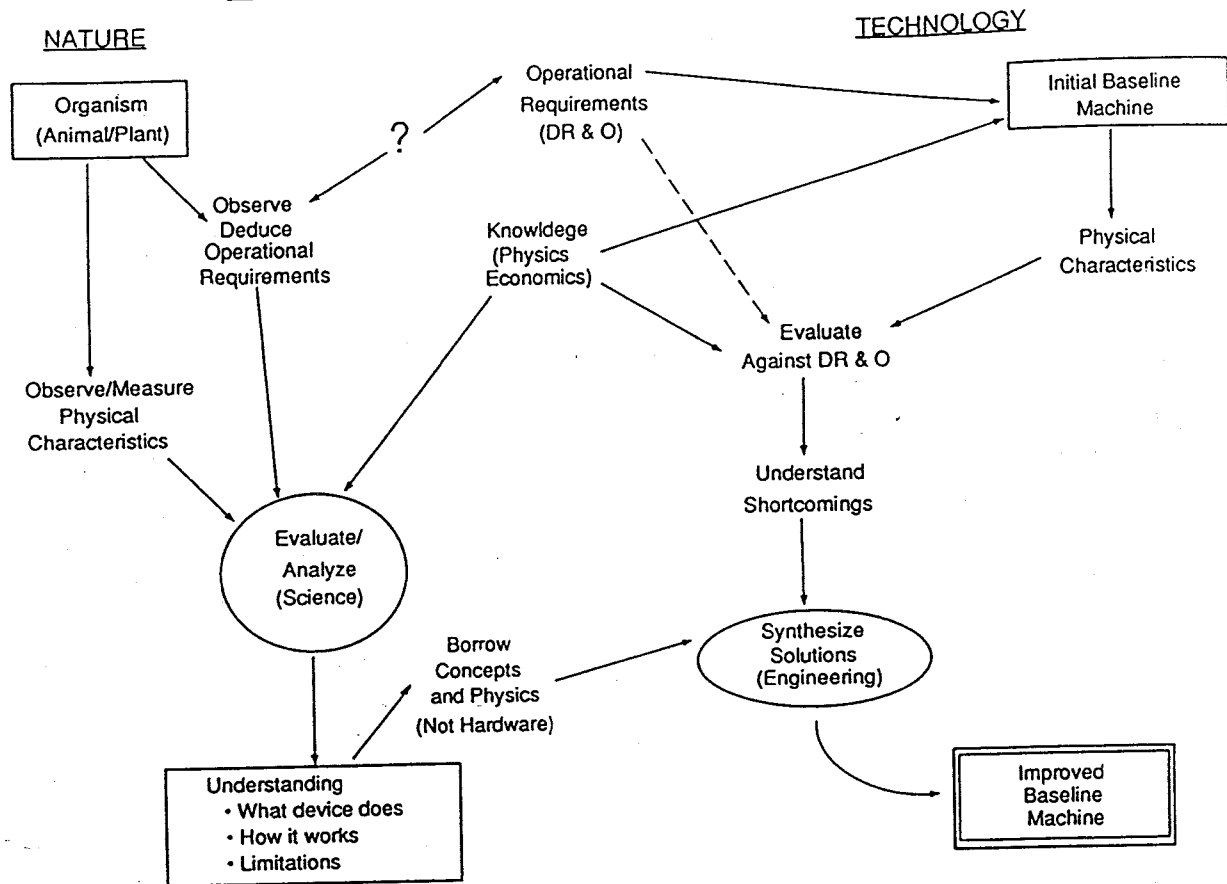 NATURE
TECHNOLOGY
Organism
(Animal/Plant)
?
Operational
Requirements
(DR & O)
Initial Baseline
Machine
Observe
Deduce
Operational
Requirements
Knowldege
(Physics
Economics)
Physical
Characteristics
Evaluate
Against DR & O
Observe/Measure
Physical
Characteristics
Understand
Shortcomings
Evaluate/
Analyze
(Science)
Borrow
Concepts
and Physics
(Not Hardware)
Synthesize
Solutions
(Engineering)
Understanding
• What device does
• How it works
• Limitations
Improved
Baseline
Machine